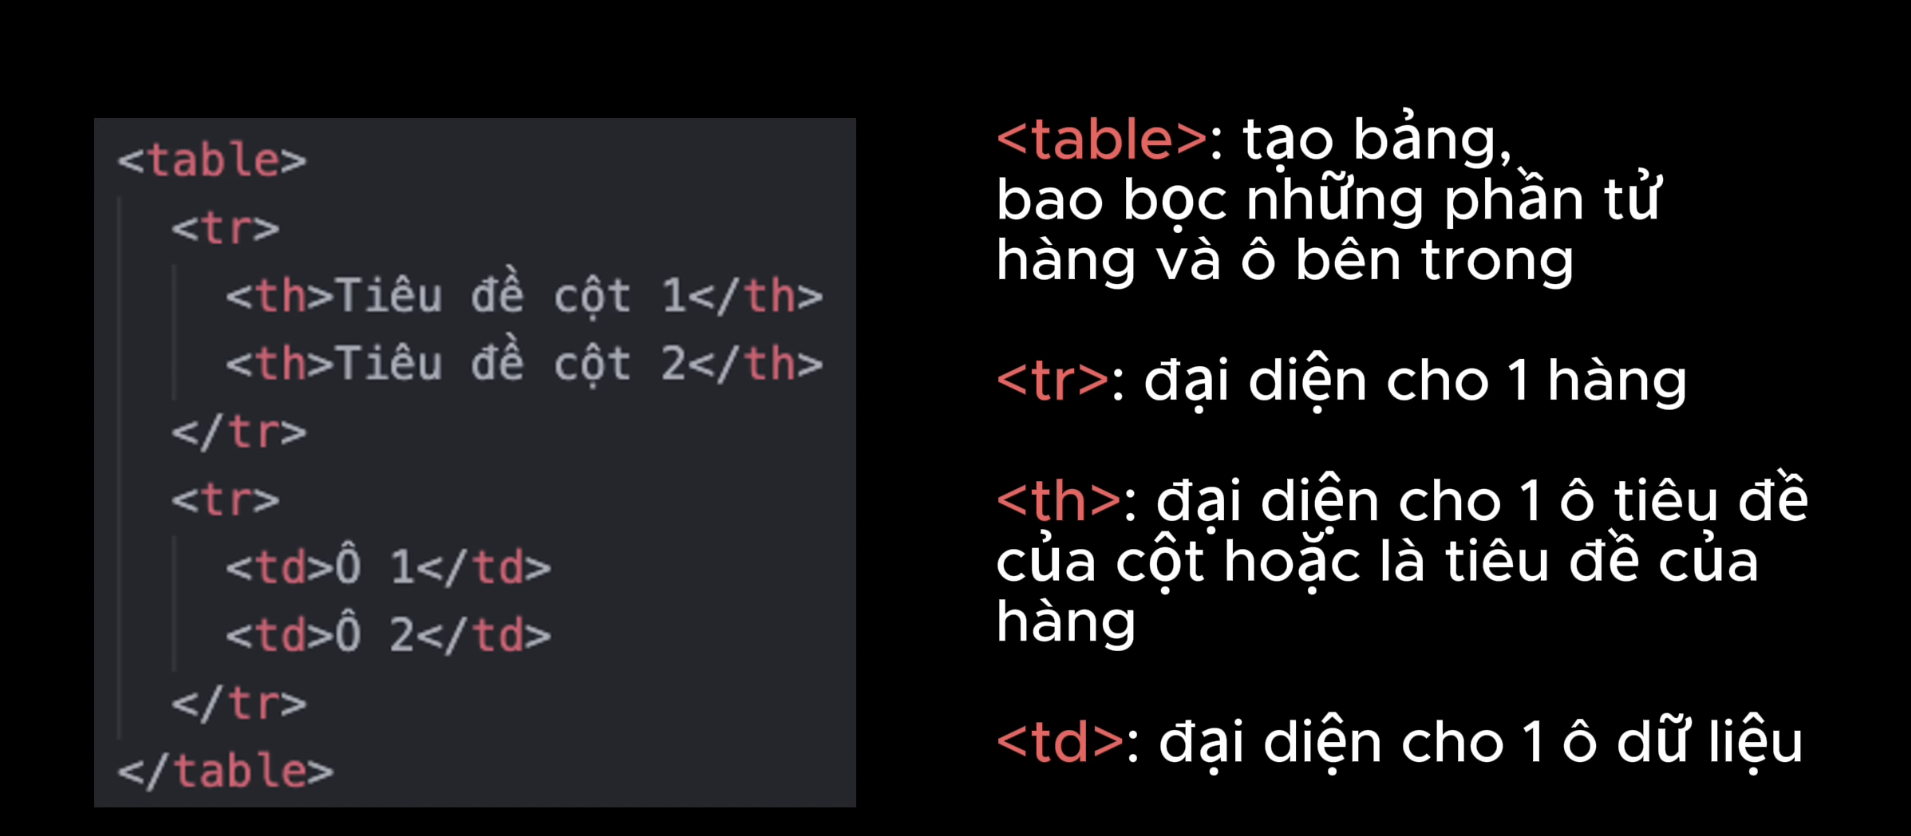 <table>
<tr>
<th>Tiêu đề cột 1</th>
<th>Tiêu đề cột 2</th>
</tr>
<tr>
<td>Ô 1</td>
<td>Ô 2</td>
</tr>
</table>
<table>: tạo bảng,
bao bọc những phần tử
hàng và ô bên trong
<tr>: đại diện cho 1 hàng
<th>: đại diện cho 1 ô tiêu đề
của cột hoặc là tiêu đề của
hàng
<td>: đại diện cho 1 ô dữ liệu